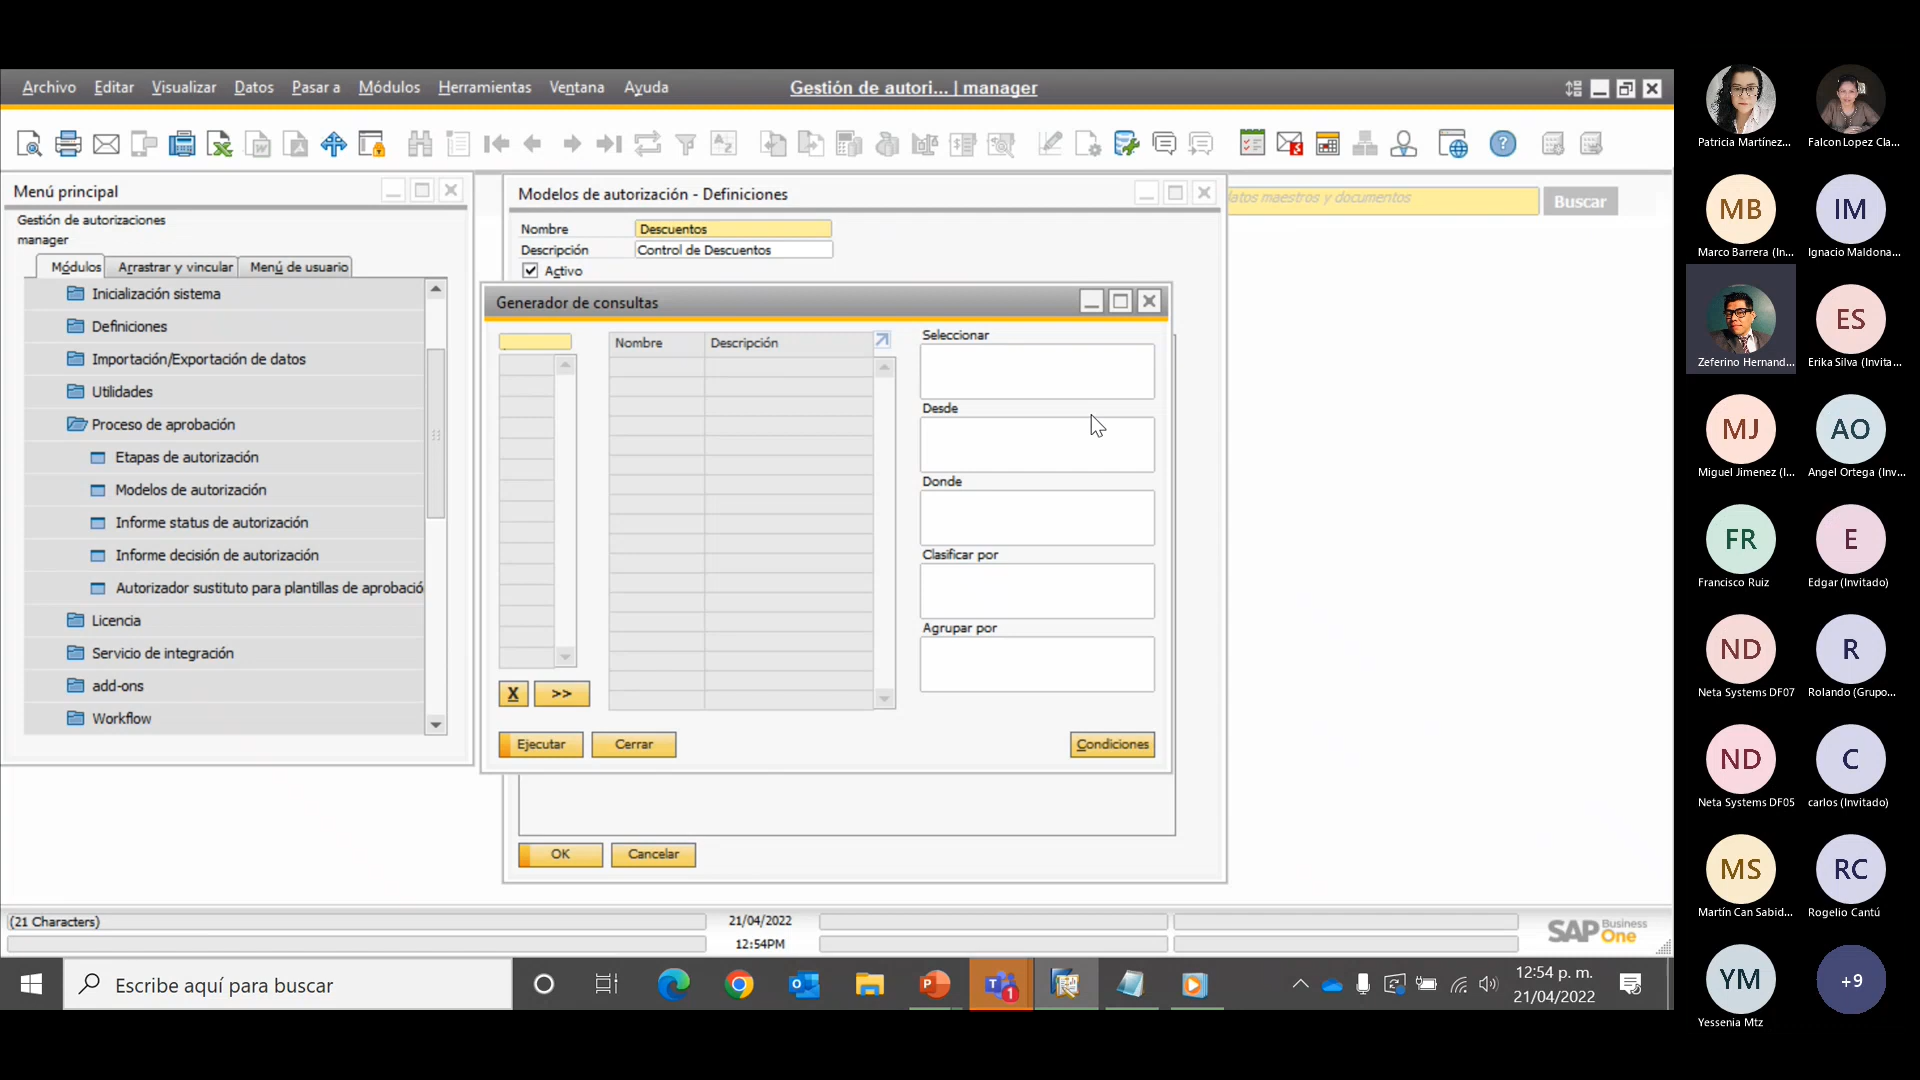 Archivo Editar Visualizar Datos Pasar a Módulos Herramientas Ventana Ayuda Gestión de autori... | manager
Menú principal
Gestión de autorizaciones
manager
Módulos Arrastrar y vincular Menú de usuario
Inicialización sistema
Definiciones
Importación/Exportación de datos
Utilidades
Proceso de aprobación
Etapas de autorización
Modelos de autorización
Informe status de autorización
Informe decisión de autorización
Autorizador sustituto para plantillas de aprobació
Licencia
Servicio de integración
add-ons
Workflow
Modelos de autorización - Definiciones
Nombre Descuentos
Descripción Control de Descuentos
Activo
datos maestros y documentos Buscar
Generador de consultas
Nombre Descripción
Seleccionar
Desde
Donde
Clasificar por
Agrupar por
X >>
Ejecutar Cerrar Condiciones
OK Cancelar
(21 Characters) 21/04/2022
12:54PM
SAP Business One
Escribe aquí para buscar
1
12:54 p. m.
21/04/2022
Patricia Martínez... Falcon Lopez Cla...
MB IM
Marco Barrera (In... Ignacio Maldona...
ES
Zeferino Hernand... Erika Silva (Invita...
MJ AO
Miguel Jimenez (I... Angel Ortega (Inv...
FR E
Francisco Ruiz Edgar (Invitado)
ND R
Neta Systems DF07 Rolando (Grupo...
ND C
Neta Systems DF05 carlos (Invitado)
MS RC
Martín Can Sabid... Rogelio Cantú
YM +9
Yessenia Mtz